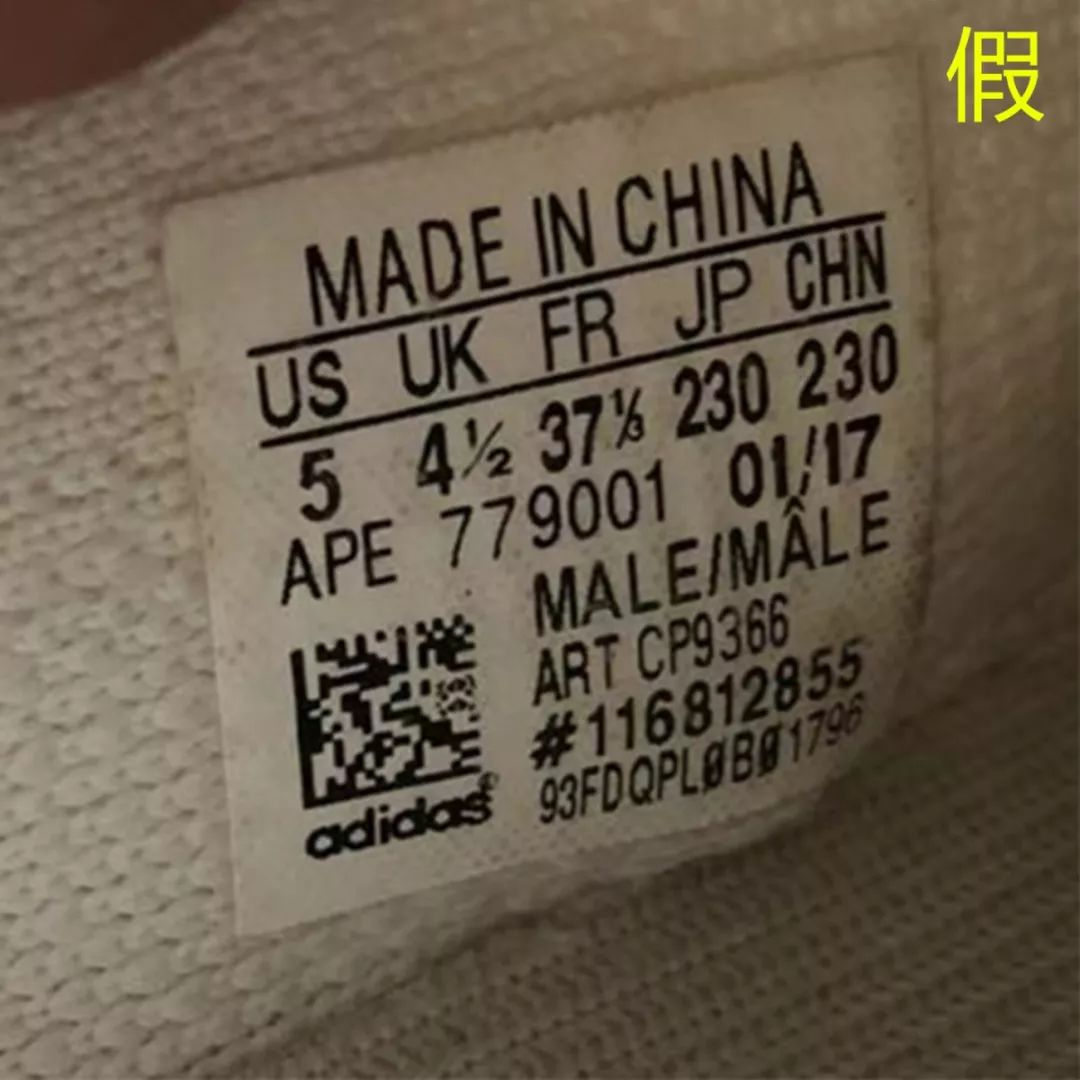 假
MADE IN CHINA
US UK FR JP CHN
5 4½ 37⅓ 230 230
APE 779001 01/17
MALE/MÂLE
ART CP9366
#116812855
93FDQPLØBØ1796
adidas®